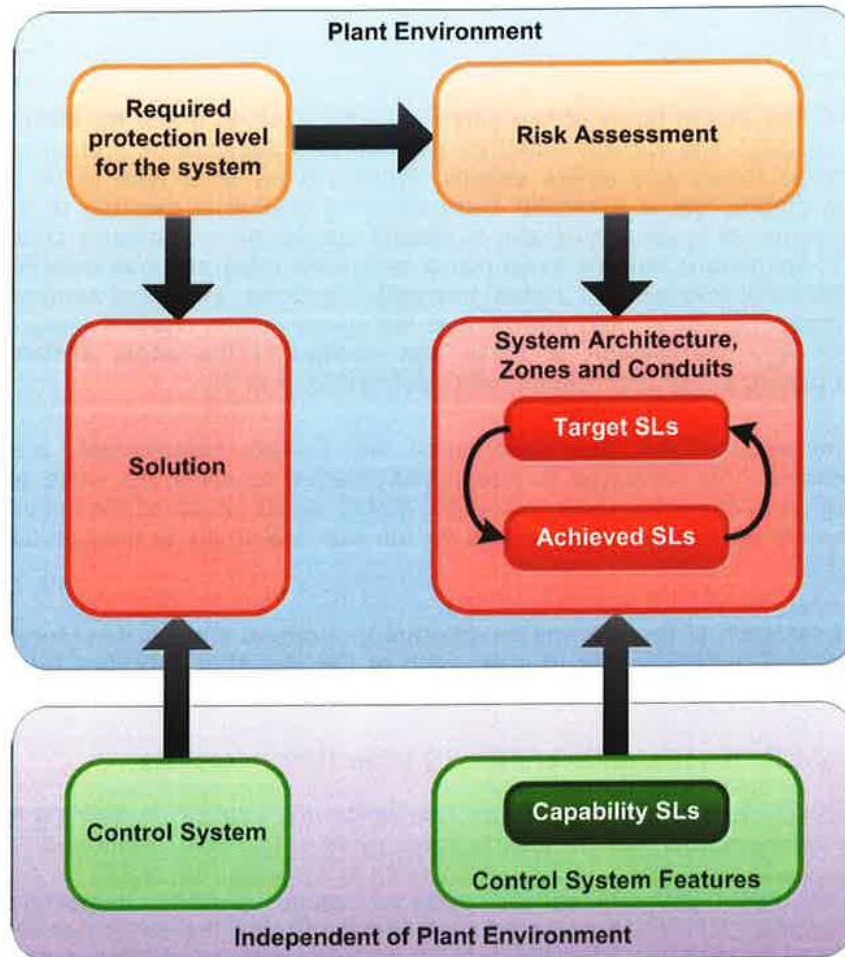 Plant Environment
Required
protection level
for the system
Risk Assessment
Solution
System Architecture,
Zones and Conduits
Target SLs
Achieved SLs
Control System
Capability SLs
Control System Features
Independent of Plant Environment